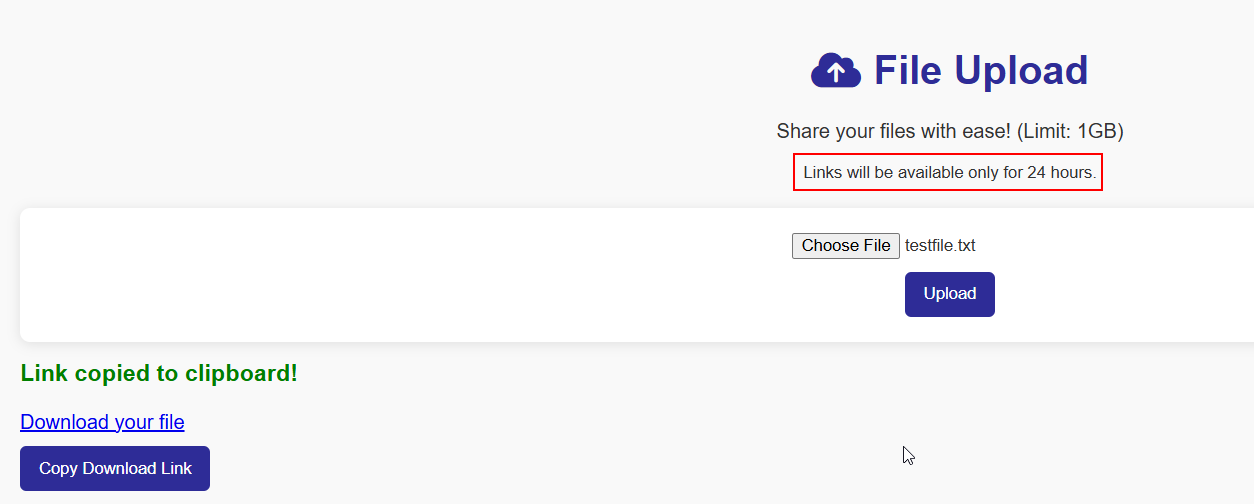 File Upload
Share your files with ease! (Limit: 1GB)
Links will be available only for 24 hours.
Choose File testfile.txt
Upload
Link copied to clipboard!
Download your file
Copy Download Link